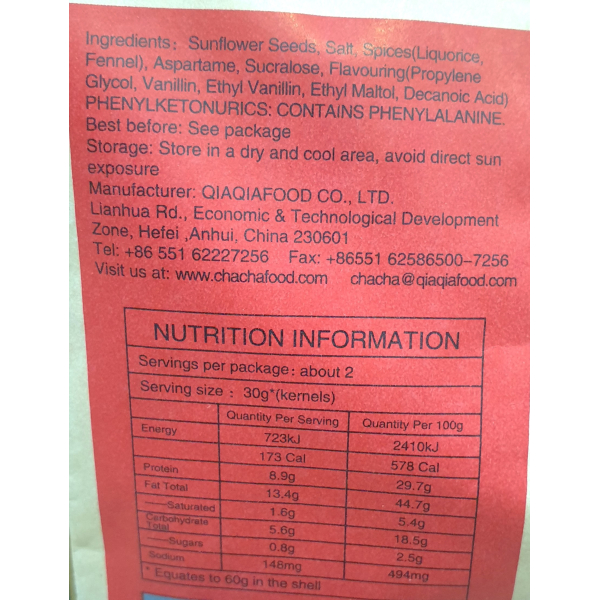 Ingredients: Sunflower Seeds, Salt, Spices(Liquorice,
Fennel), Aspartame, Sucralose, Flavouring(Propylene
Glycol, Vanillin, Ethyl Vanillin, Ethyl Maltol, Decanoic Acid)
PHENYLKETONURICS: CONTAINS PHENYLALANINE.
Best before: See package
Storage: Store in a dry and cool area, avoid direct sun
exposure
Manufacturer: QIAQIAFOOD CO., LTD.
Lianhua Rd., Economic & Technological Development
Zone, Hefei ,Anhui, China 230601
Tel: +86 551 62227256 Fax: +86551 62586500-7256
Visit us at: www.chachafood.com chacha@qiaqiafood.com
NUTRITION INFORMATION
Servings per package: about 2
Serving size : 30g*(kernels)
Quantity Per Serving Quantity Per 100g
Energy 723kJ 2410kJ
173 Cal 578 Cal
Protein 8.9g 29.7g
Fat Total 13.4g 44.7g
——Saturated 1.6g 5.4g
Carbohydrate
Total 5.6g 18.5g
——Sugars 0.8g 2.5g
Sodium 148mg 494mg
* Equates to 60g in the shell